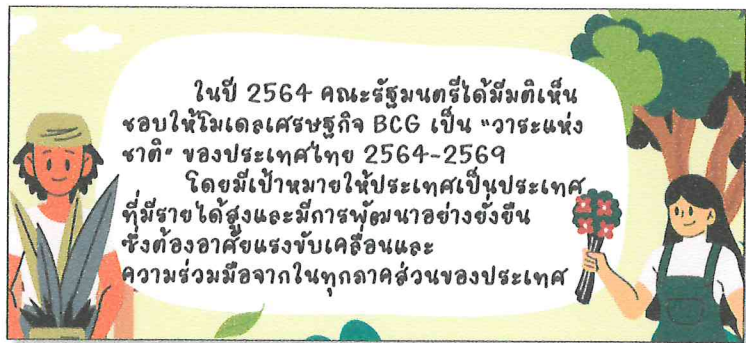 ในปี 2564 คณะรัฐมนตรีได้มีมติเห็น
ชอบให้โมเดลเศรษฐกิจ BCG เป็น "วาระแห่ง
ชาติ" ของประเทศไทย 2564-2569
โดยมีเป้าหมายให้ประเทศเป็นประเทศ
ที่มีรายได้สูงและมีการพัฒนาอย่างยั่งยืน
ซึ่งต้องอาศัยแรงขับเคลื่อนและ
ความร่วมมือจากในทุกภาคส่วนของประเทศ